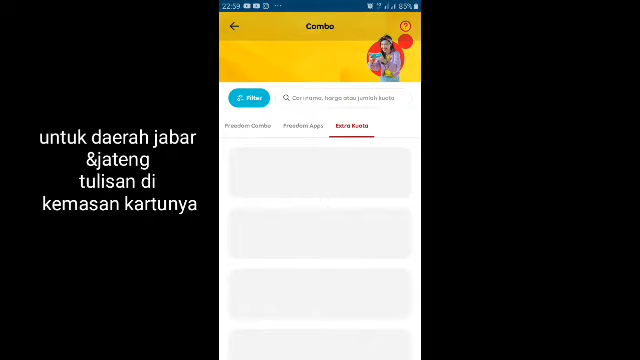 22:59 85%
Combo
Filter
Cari nama, harga atau jumlah kuota
Freedom Combo Freedom Apps Extra Kuota
untuk daerah jabar
&jateng
tulisan di
kemasan kartunya